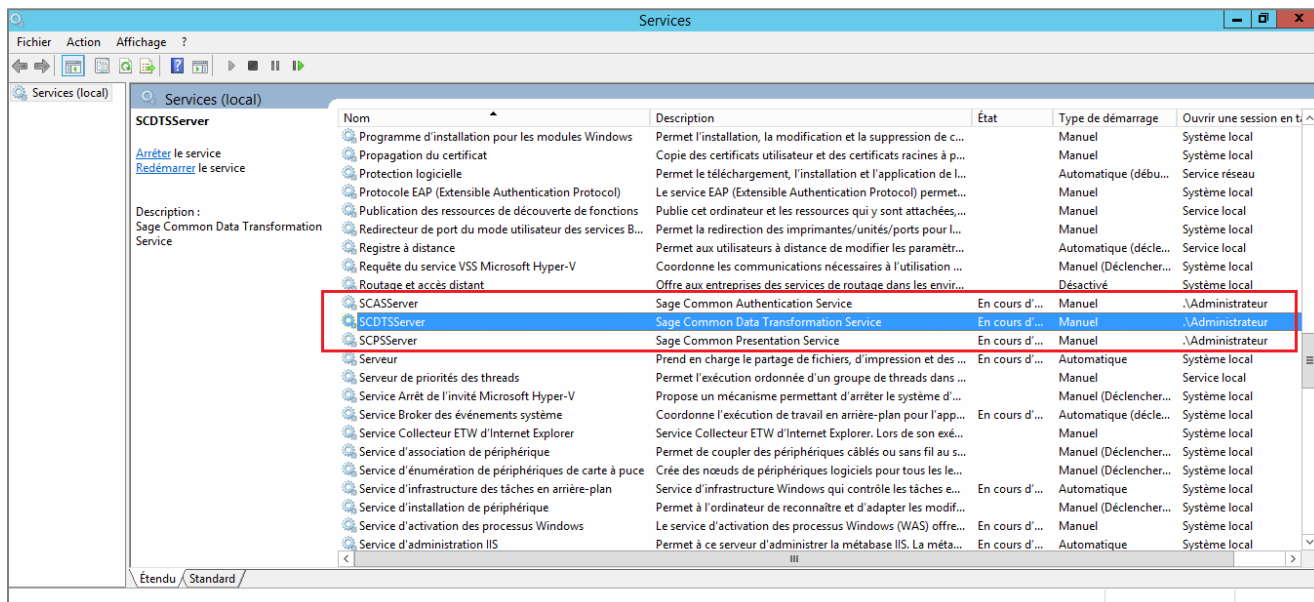 Services
Fichier Action Affichage ?
Services (local)
Services (local)
SCDTSServer
Arrêter le service
Redémarrer le service
Description :
Sage Common Data Transformation
Service
Nom Description État Type de démarrage Ouvrir une session en ta
Programme d'installation pour les modules Windows Permet l'installation, la modification et la suppression de c... Manuel Système local
Propagation du certificat Copie des certificats utilisateur et des certificats racines à p... Manuel Système local
Protection logicielle Permet le téléchargement, l'installation et l'application de l... Automatique (débu... Service réseau
Protocole EAP (Extensible Authentication Protocol) Le service EAP (Extensible Authentication Protocol) permet... Manuel Système local
Publication des ressources de découverte de fonctions Publie cet ordinateur et les ressources qui y sont attachées,... Manuel Service local
Redirecteur de port du mode utilisateur des services B... Permet la redirection des imprimantes/unités/ports pour l... Manuel Système local
Registre à distance Permet aux utilisateurs à distance de modifier les paramètr... Automatique (décle... Service local
Requête du service VSS Microsoft Hyper-V Coordonne les communications nécessaires à l'utilisation ... Manuel (Déclencher... Système local
Routage et accès distant Offre aux entreprises des services de routage dans les envir... Désactivé Système local
SCASServer Sage Common Authentication Service En cours d'... Manuel .\Administrateur
SCDTSServer Sage Common Data Transformation Service En cours d'... Manuel .\Administrateur
SCPSServer Sage Common Presentation Service En cours d'... Manuel .\Administrateur
Serveur Prend en charge le partage de fichiers, d'impression et des ... En cours d'... Automatique Système local
Serveur de priorités des threads Permet l'exécution ordonnée d'un groupe de threads dans ... Manuel Service local
Service Arrêt de l'invité Microsoft Hyper-V Propose un mécanisme permettant d'arrêter le système d'... Manuel (Déclencher... Système local
Service Broker des événements système Coordonne l'exécution de travail en arrière-plan pour l'app... En cours d'... Automatique (décle... Système local
Service Collecteur ETW d'Internet Explorer Service Collecteur ETW d'Internet Explorer. Lors de son exé... Manuel Système local
Service d'association de périphérique Permet de coupler des périphériques câblés ou sans fil au s... Manuel (Déclencher... Système local
Service d'énumération de périphériques de carte à puce Crée des nœuds de périphériques logiciels pour tous les le... Manuel (Déclencher... Système local
Service d'infrastructure des tâches en arrière-plan Service d'infrastructure Windows qui contrôle les tâches e... En cours d'... Automatique Système local
Service d'installation de périphérique Permet à l'ordinateur de reconnaître et d'adapter les modif... Manuel (Déclencher... Système local
Service d'activation des processus Windows Le service d'activation des processus Windows (WAS) offre... En cours d'... Manuel Système local
Service d'administration IIS Permet à ce serveur d'administrer la métabase IIS. La méta... En cours d'... Automatique Système local
Étendu Standard